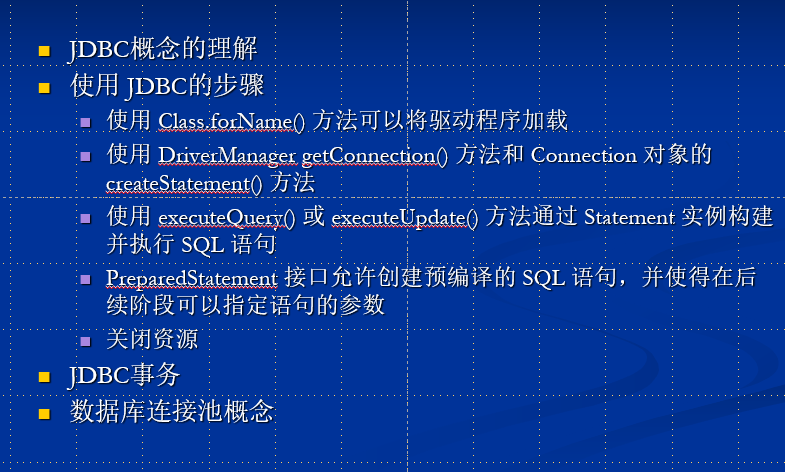 JDBC概念的理解
使用 JDBC的步骤
使用 Class.forName() 方法可以将驱动程序加载
使用 DriverManager getConnection() 方法和 Connection 对象的
createStatement() 方法
使用 executeQuery() 或 executeUpdate() 方法通过 Statement 实例构建
并执行 SQL 语句
PreparedStatement 接口允许创建预编译的 SQL 语句，并使得在后
续阶段可以指定语句的参数
关闭资源
JDBC事务
数据库连接池概念